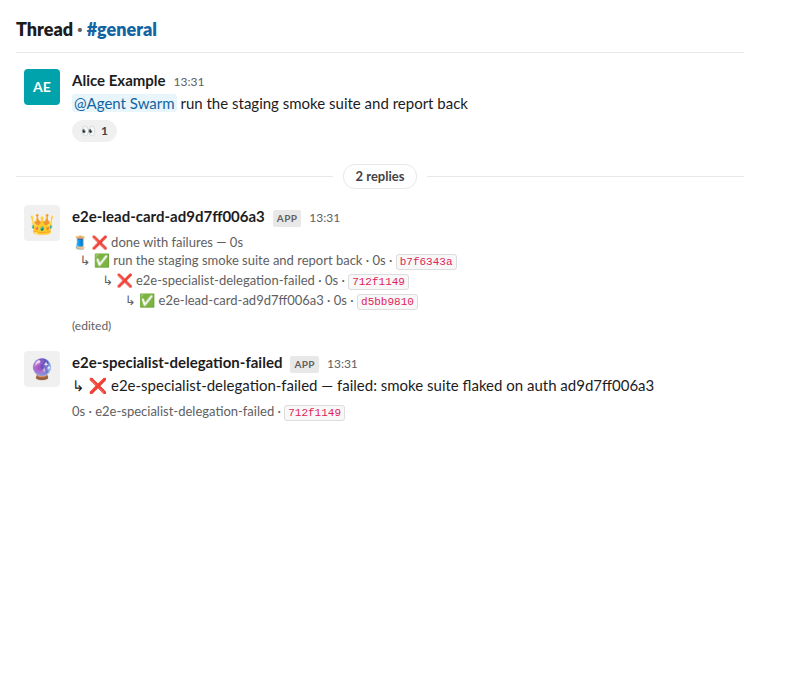 Thread • #general
AE
Alice Example 13:31
@Agent Swarm run the staging smoke suite and report back
👀 1
2 replies
e2e-lead-card-ad9d7ff006a3 APP 13:31
🧵 ❌ done with failures — 0s
↳ ✅ run the staging smoke suite and report back · 0s · b7f6343a
↳ ❌ e2e-specialist-delegation-failed · 0s · 712f1149
↳ ✅ e2e-lead-card-ad9d7ff006a3 · 0s · d5bb9810
(edited)
e2e-specialist-delegation-failed APP 13:31
↳ ❌ e2e-specialist-delegation-failed — failed: smoke suite flaked on auth ad9d7ff006a3
0s · e2e-specialist-delegation-failed · 712f1149